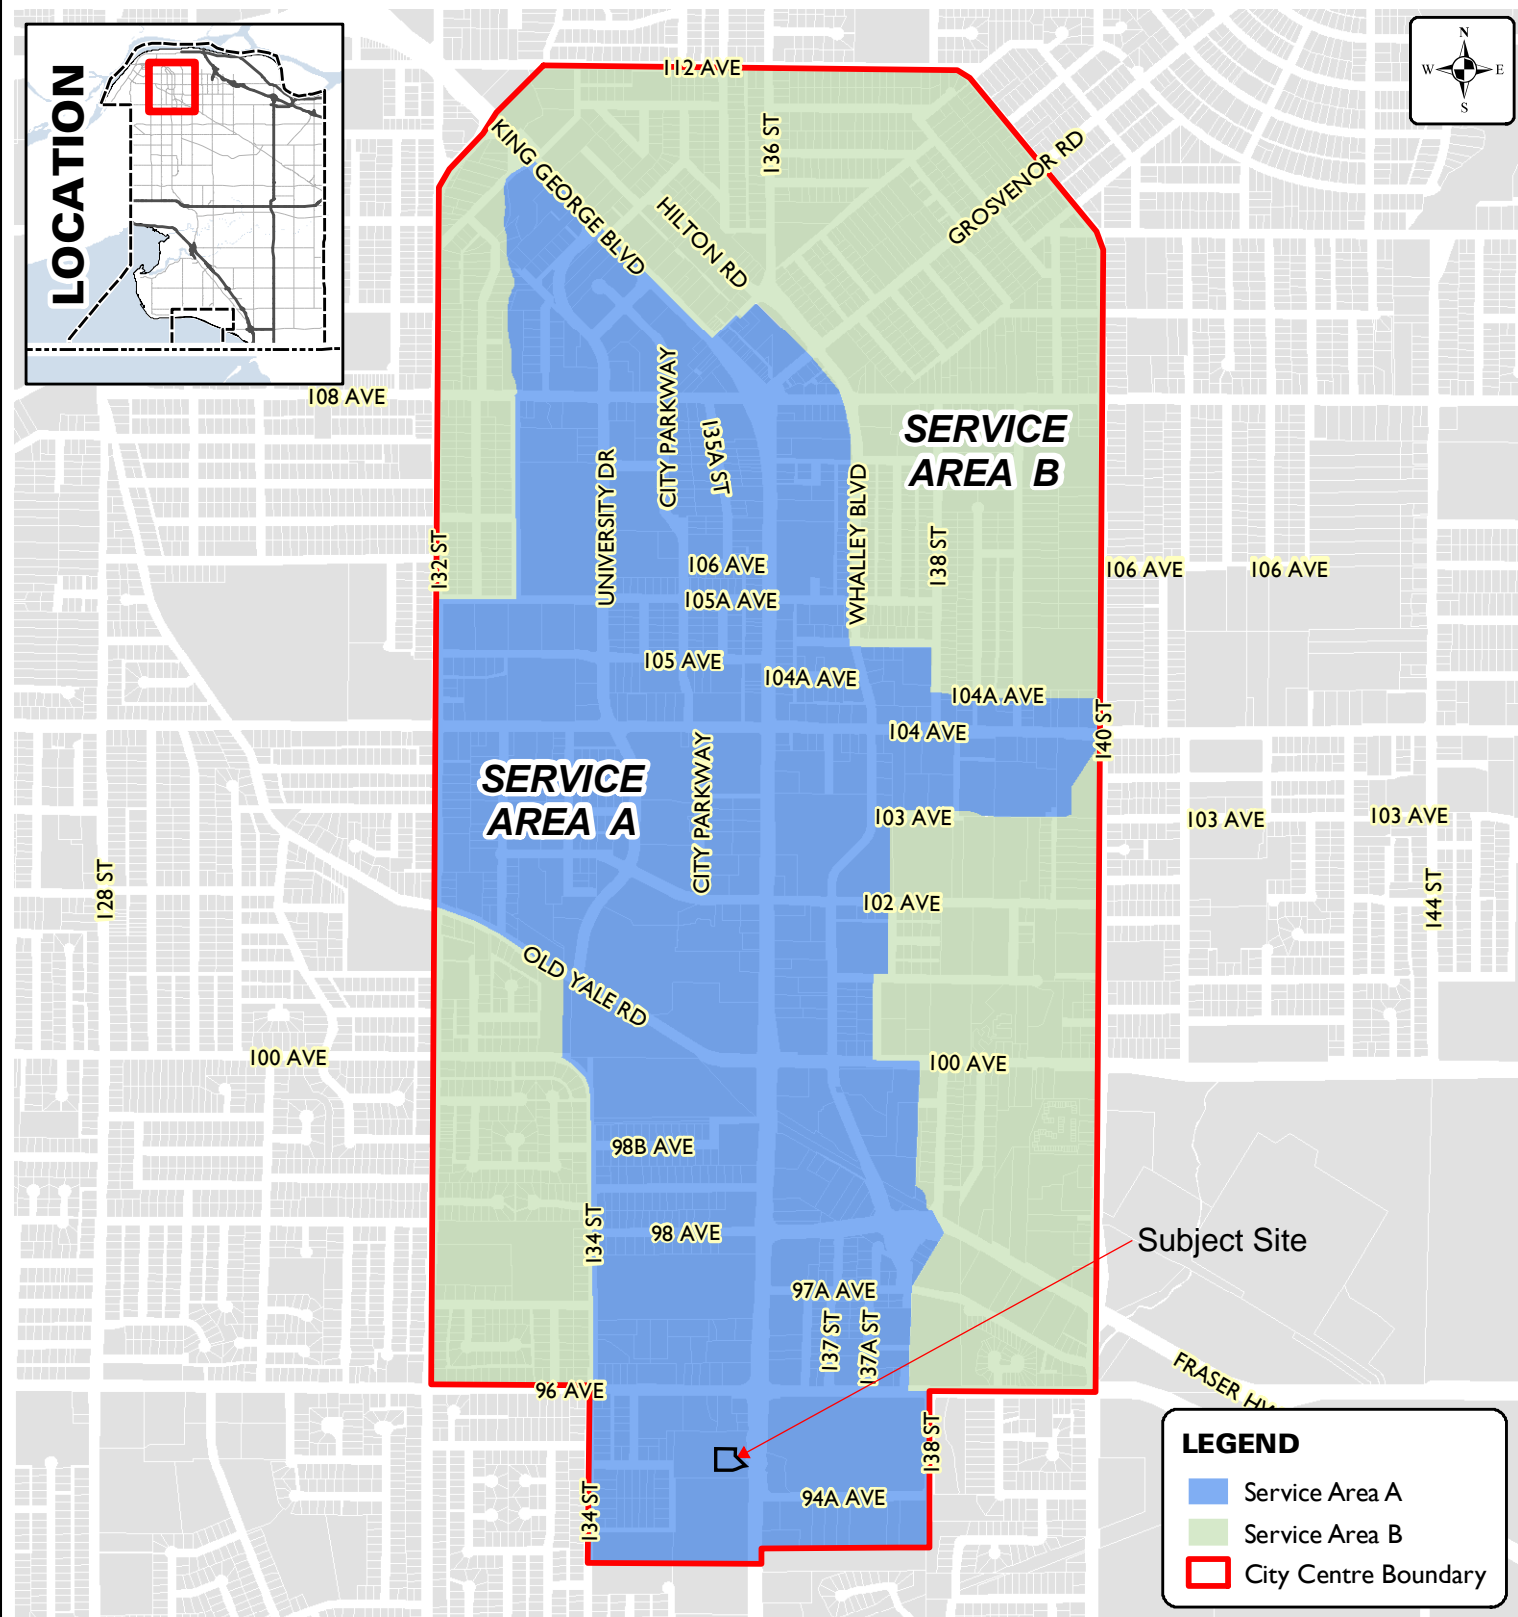 LOCATION
N
W E
S
112 AVE
KING GEORGE BLVD
136 ST
HILTON RD
GROSVENOR RD
108 AVE
CITY PARKWAY
135A ST
UNIVERSITY DR
WHALLEY BLVD
SERVICE
AREA B
132 ST
138 ST
106 AVE
106 AVE
106 AVE
105A AVE
105 AVE
104A AVE
104A AVE
104 AVE
140 ST
CITY PARKWAY
SERVICE
AREA A
103 AVE
103 AVE
103 AVE
128 ST
102 AVE
144 ST
OLD YALE RD
100 AVE
100 AVE
98B AVE
134 ST
98 AVE
Subject Site
97A AVE
137 ST
137A ST
96 AVE
FRASER HW
138 ST
134 ST
94A AVE
LEGEND
Service Area A
Service Area B
City Centre Boundary